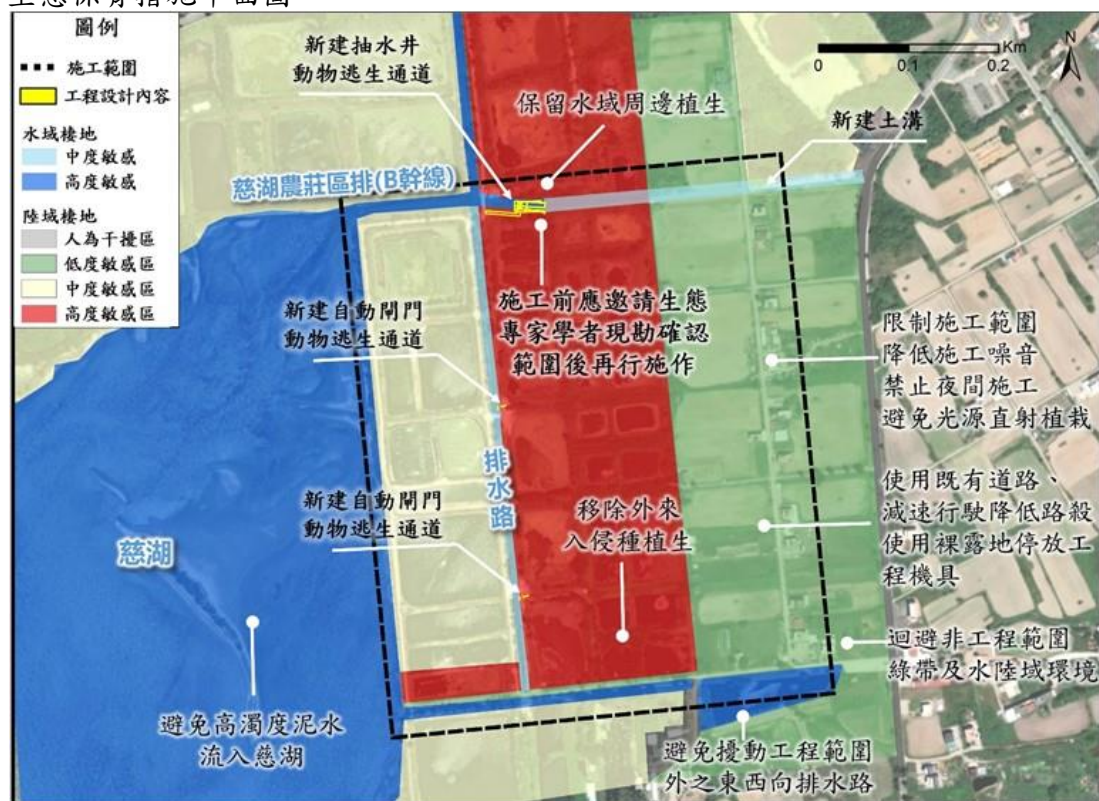 生態保育措施平面圖
圖例
施工範圍
工程設計內容
水域棲地
中度敏感
高度敏感
陸域棲地
人為干擾區
低度敏感區
中度敏感區
高度敏感區
新建抽水井
動物逃生通道
保留水域周邊植生
新建土溝
Km
0
0.1
0.2
N
慈湖農莊區排(B幹線)
新建自動閘門
動物逃生通道
施工前應邀請生態
專家學者現勘確認
範圍後再行施作
限制施工範圍
降低施工噪音
禁止夜間施工
避免光源直射植栽
排水路
新建自動閘門
動物逃生通道
移除外來
入侵種植生
使用既有道路、
減速行駛降低路殺
使用裸露地停放工
程機具
慈湖
迴避非工程範圍
綠帶及水陸域環境
避免高濁度泥水
流入慈湖
避免擾動工程範圍
外之東西向排水路